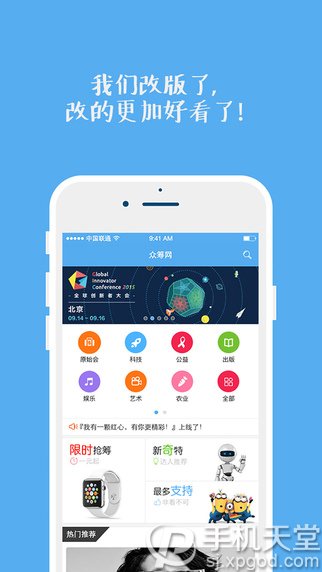 我们改版了,
改的更加好看了!
中国联通
9:41 AM
众筹网
Global
Innovator
Conference 2015
- 全球创新者大会 -
北京
09.14 — 09.16
原始会
科技
公益
出版
娱乐
艺术
农业
全部
『我有一颗红心,有你更精彩!』上线了!
限时抢筹
一元起
新奇特
达人推荐
最多支持
非看不可
热门推荐
手机天堂
sj.xpgod.com